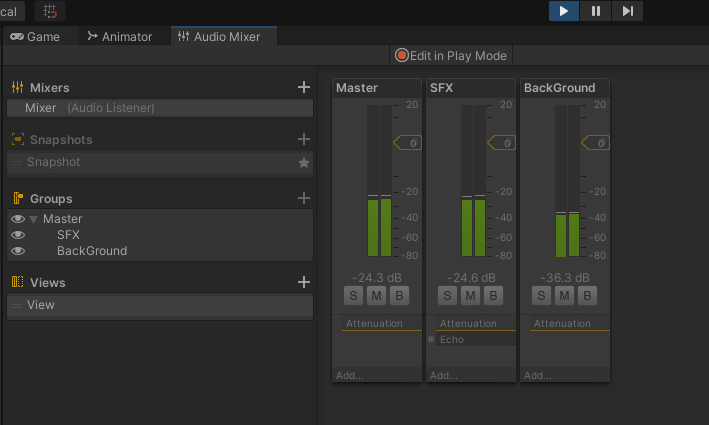 cal
Game Animator Audio Mixer
Edit in Play Mode
Mixers
Mixer (Audio Listener)
Snapshots
Snapshot
Groups
Master
SFX
BackGround
Views
View
Master
20
0
-20
-40
-60
-80
-24.3 dB
S M B
Attenuation
Add...
SFX
20
0
-20
-40
-60
-80
-24.6 dB
S M B
Attenuation
Echo
Add...
BackGround
20
0
-20
-40
-60
-80
-36.3 dB
S M B
Attenuation
Add...